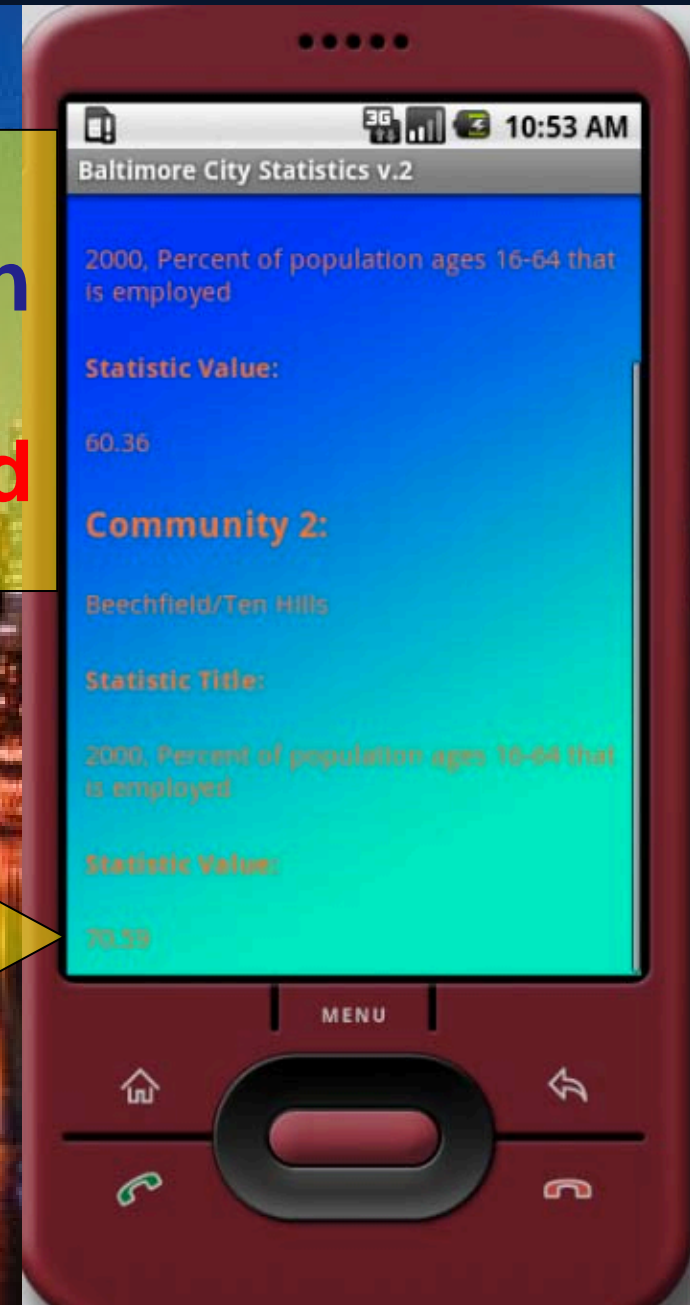 3G 10:53 AM
Baltimore City Statistics v.2
2000, Percent of population ages 16-64 that
is employed
Statistic Value:
60.36
Community 2:
Beechfield/Ten Hills
Statistic Title:
2000, Percent of population ages 16-64 that
is employed
Statistic Value:
70.59
MENU
n
d